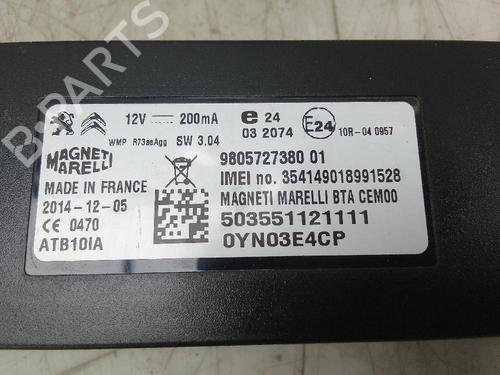 12V 200mA e 24
03 2074 E24 10R-04 0957
WMP R73aeAgg SW 3.04
MAGNETI
MARELLI
9805727380 01
IMEI no. 354149018991528
MADE IN FRANCE
MAGNETI MARELLI BTA CEM00
2014-12-05
503551121111
CE 0470
0YN03E4CP
ATB10IA